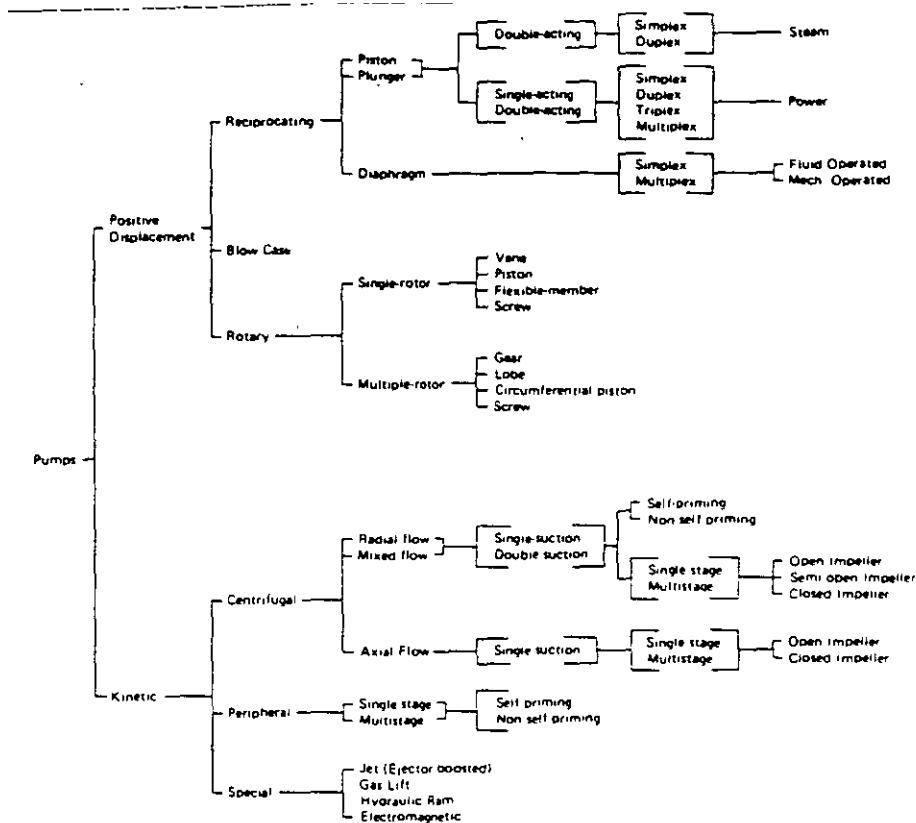 Double-acting
Simplex
Duplex
Steam
Piston
Plunger
Single-acting
Double-acting
Simplex
Duplex
Triplex
Multiplex
Power
Reciprocating
Diaphragm
Simplex
Multiplex
Fluid Operated
Mech. Operated
Positive
Displacement
Blow Case
Single-rotor
Vane
Piston
Flexible-member
Screw
Rotary
Multiple-rotor
Gear
Lobe
Circumferential piston
Screw
Pumps
Self-priming
Non self priming
Radial flow
Mixed flow
Single-suction
Double suction
Single stage
Multistage
Open Impeller
Semi open Impeller
Closed Impeller
Centrifugal
Axial Flow
Single suction
Single stage
Multistage
Open Impeller
Closed Impeller
Kinetic
Peripheral
Single stage
Multistage
Self priming
Non self priming
Special
Jet (Ejector boosted)
Gas Lift
Hydraulic Ram
Electromagnetic